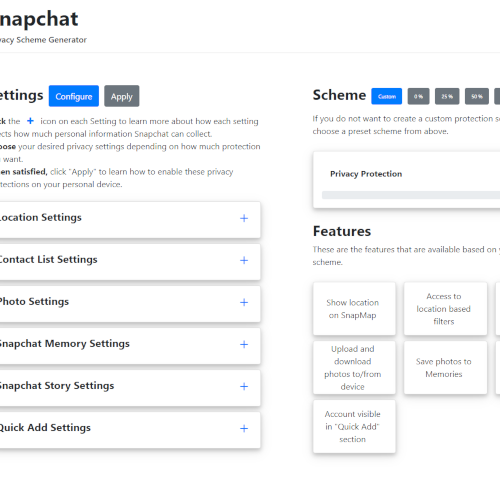 napchat
vacy Scheme Generator
ettings Configure Apply
ck the + icon on each Setting to learn more about how each setting
ects how much personal information Snapchat can collect.
oose your desired privacy settings depending on how much protection
want.
en satisfied, click "Apply" to learn how to enable these privacy
tections on your personal device.
Location Settings +
Contact List Settings +
Photo Settings +
Snapchat Memory Settings +
Snapchat Story Settings +
Quick Add Settings +
Scheme Custom 0 % 25 % 50 %
If you do not want to create a custom protection s
choose a preset scheme from above.
Privacy Protection
Features
These are the features that are available based on y
scheme.
Show location
on SnapMap
Access to
location based
filters
Upload and
download
photos to/from
device
Save photos to
Memories
Account visible
in "Quick Add"
section